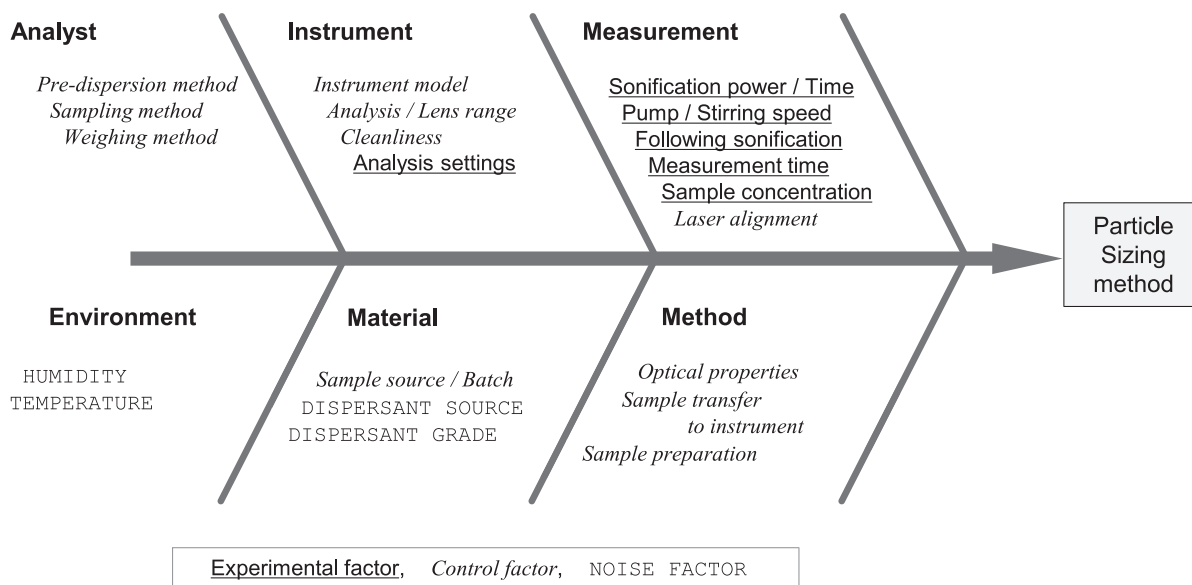 Analyst
Pre-dispersion method
Sampling method
Weighing method
Instrument
Instrument model
Analysis / Lens range
Cleanliness
Analysis settings
Measurement
Sonification power / Time
Pump / Stirring speed
Following sonification
Measurement time
Sample concentration
Laser alignment
Particle
Sizing
method
Environment
HUMIDITY
TEMPERATURE
Material
Sample source / Batch
DISPERSANT SOURCE
DISPERSANT GRADE
Method
Optical properties
Sample transfer
to instrument
Sample preparation
Experimental factor, Control factor, NOISE FACTOR